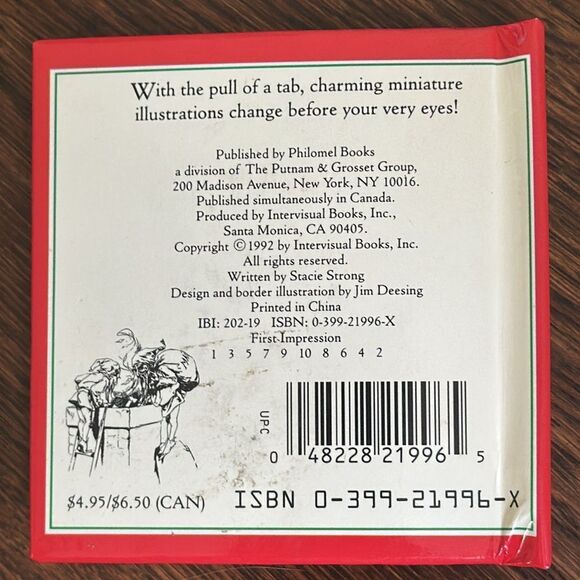 With the pull of a tab, charming miniature
illustrations change before your very eyes!
Published by Philomel Books
a division of The Putnam & Grosset Group,
200 Madison Avenue, New York, NY 10016.
Published simultaneously in Canada.
Produced by Intervisual Books, Inc.,
Santa Monica, CA 90405.
Copyright ©1992 by Intervisual Books, Inc.
All rights reserved.
Written by Stacie Strong
Design and border illustration by Jim Deesing
Printed in China
IBI: 202-19 ISBN: 0-399-21996-X
First Impression
1 3 5 7 9 10 8 6 4 2
UPC
0 48228 21996 5
$4.95/$6.50 (CAN)
ISBN 0-399-21996-X